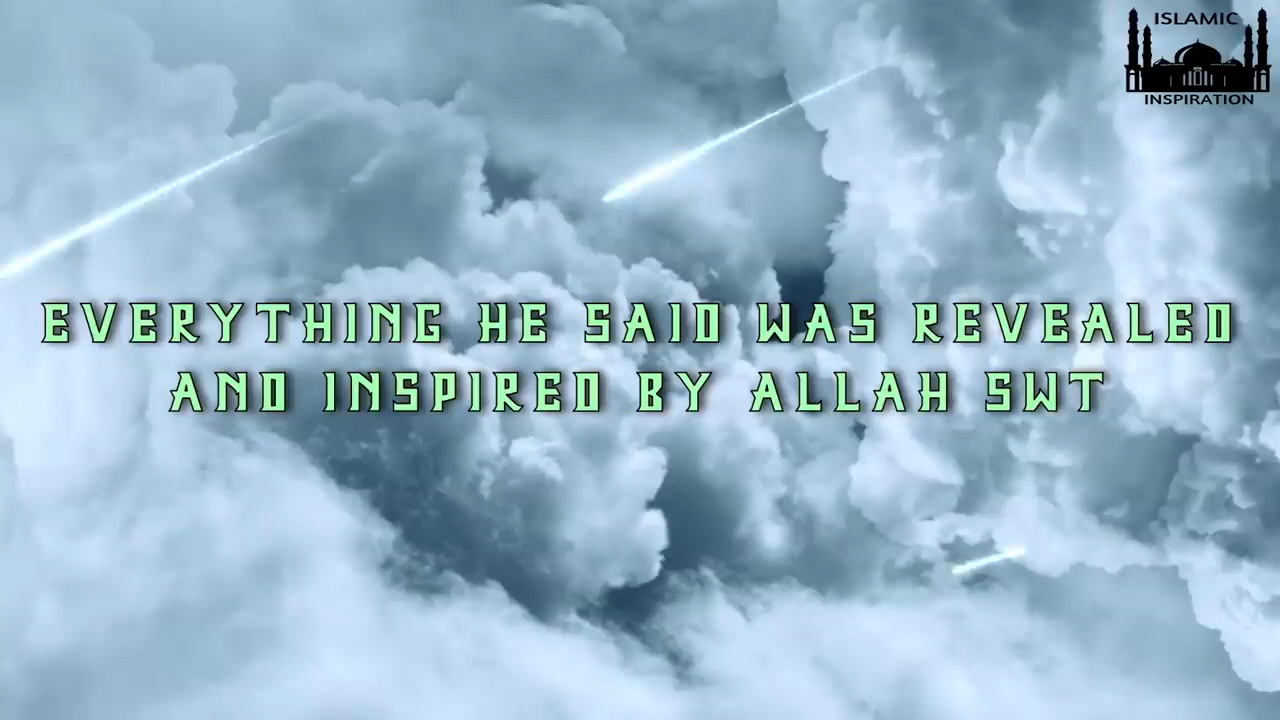 ISLAMIC
INSPIRATION
EVERYTHING HE SAID WAS REVEALED
AND INSPIRED BY ALLAH SWT